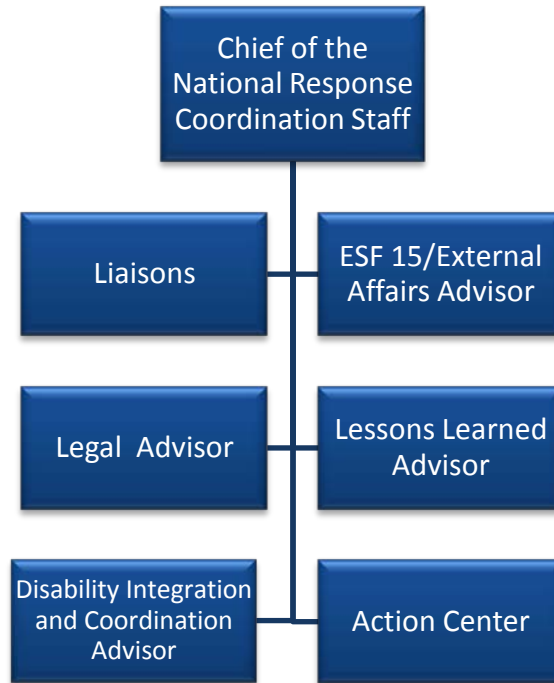 Chief of the
National Response
Coordination Staff
Liaisons
ESF 15/External
Affairs Advisor
Legal Advisor
Lessons Learned
Advisor
Disability Integration
and Coordination
Advisor
Action Center